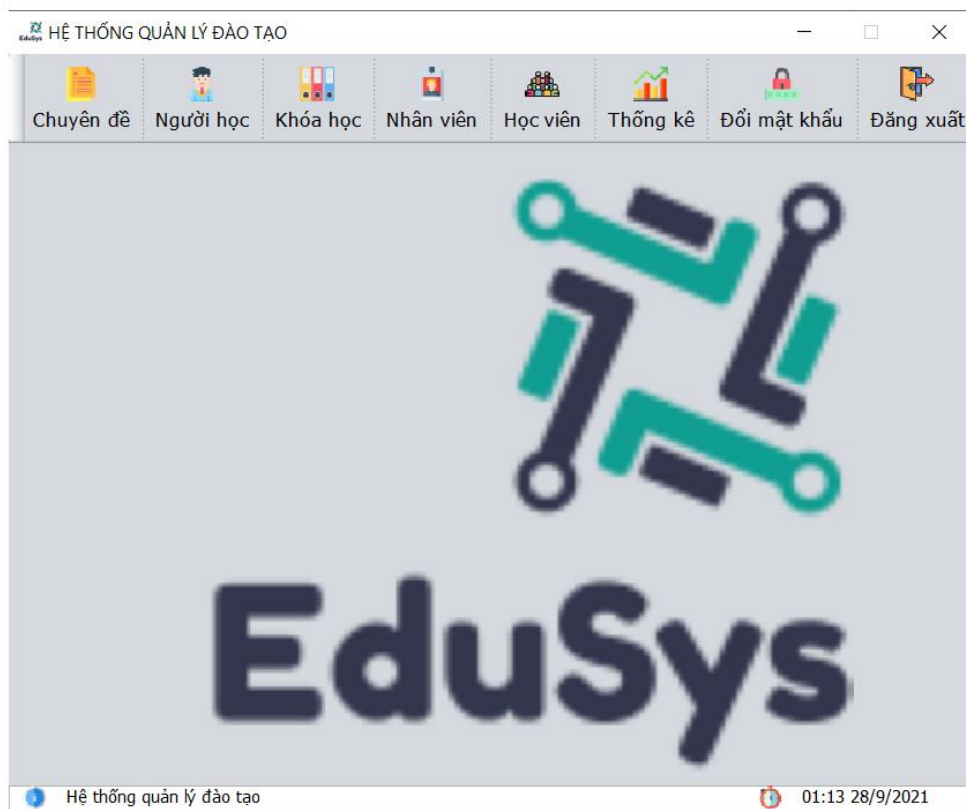 EduSys HỆ THỐNG QUẢN LÝ ĐÀO TẠO
Chuyên đề Người học Khóa học Nhân viên Học viên Thống kê Đổi mật khẩu Đăng xuất
EduSys
Hệ thống quản lý đào tạo 01:13 28/9/2021